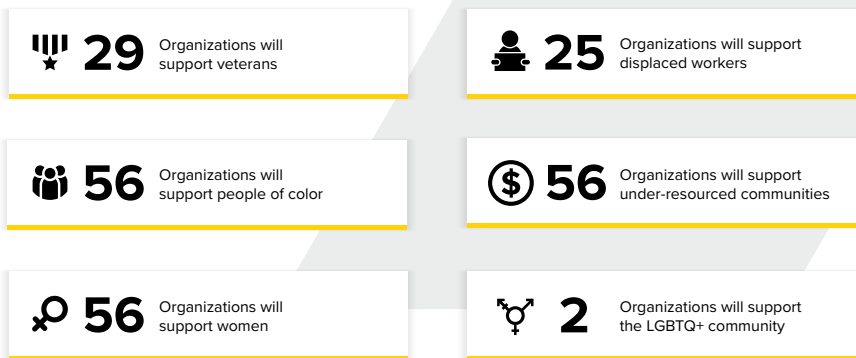 29
Organizations will
support veterans
25
Organizations will support
displaced workers
56
Organizations will
support people of color
$
56
Organizations will support
under-resourced communities
56
Organizations will
support women
2
Organizations will support
the LGBTQ+ community